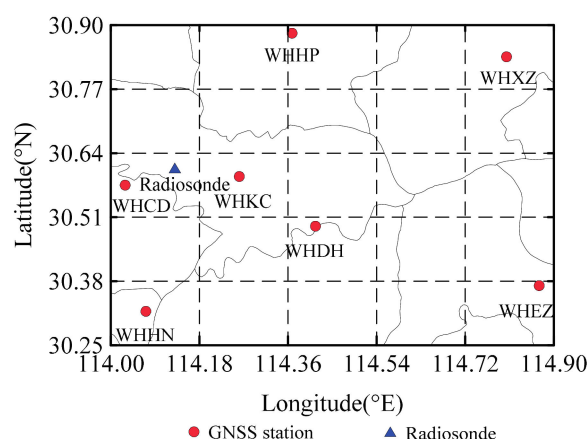 30.90
WHHP
WHXZ
30.77
30.64
Radiosonde
WHCD
WHKC
30.51
WHDH
30.38
WHHN
WHEZ
30.25
114.00 114.18 114.36 114.54 114.72 114.90
Latitude(°N)
Longitude(°E)
GNSS station Radiosonde